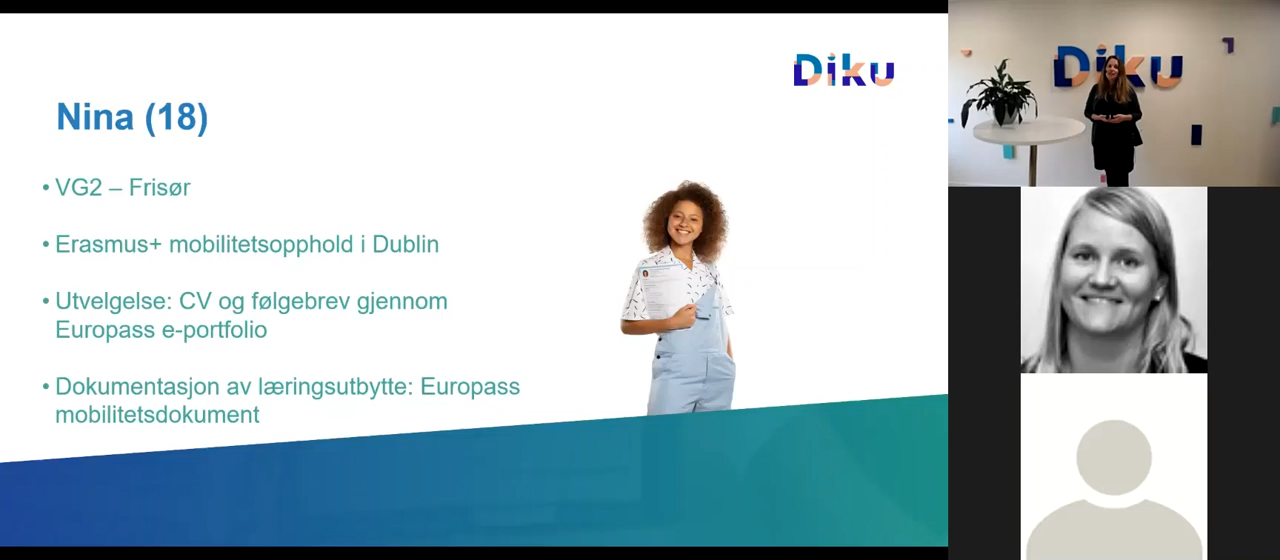 Diku
Nina (18)
• VG2 – Frisør
• Erasmus+ mobilitetsopphold i Dublin
• Utvelgelse: CV og følgebrev gjennom
Europass e-portfolio
• Dokumentasjon av læringsutbytte: Europass
mobilitetsdokument
Diku